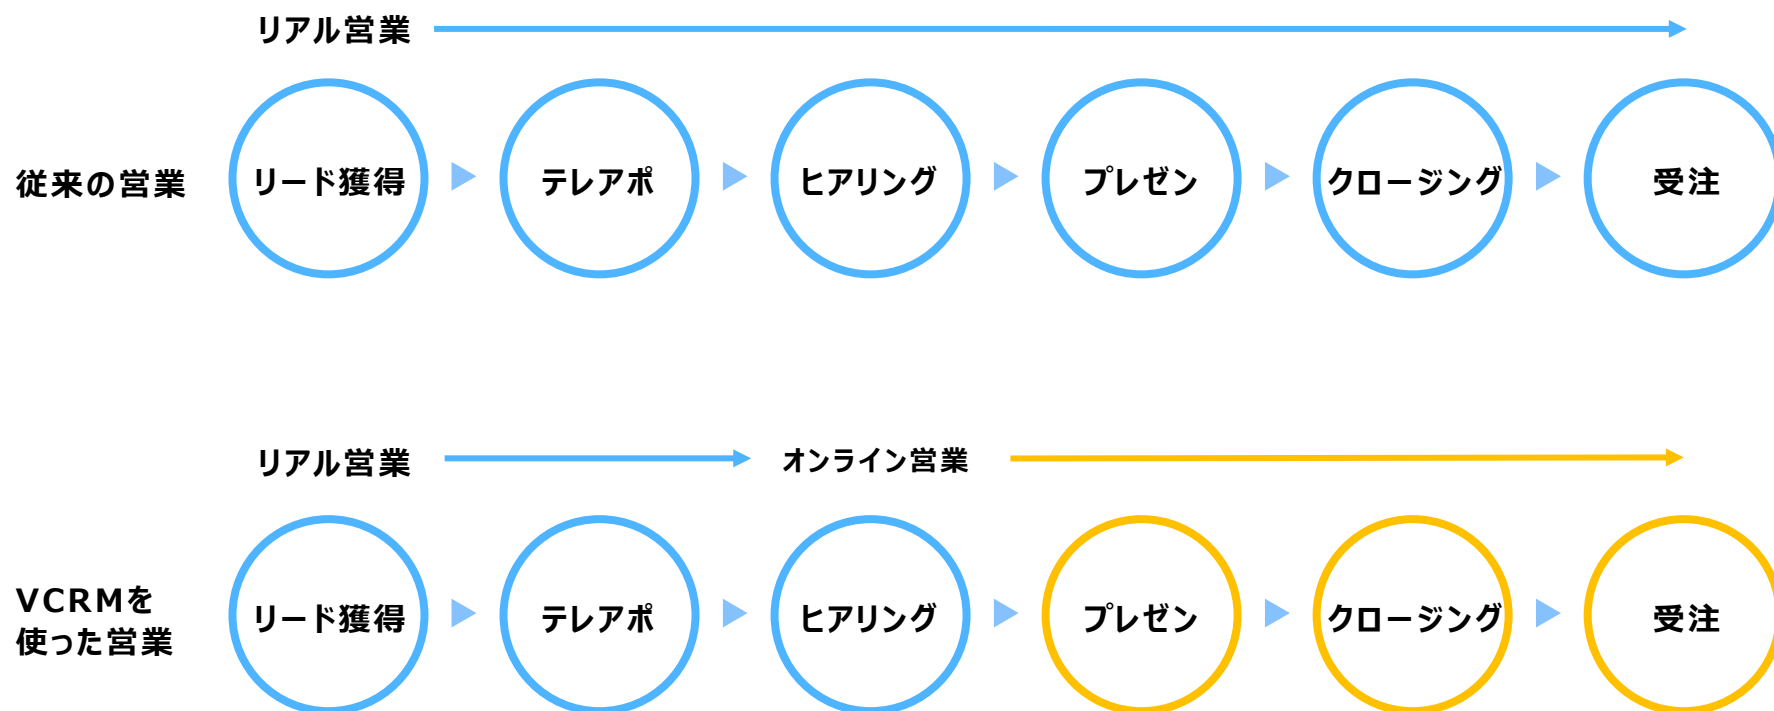 リアル営業
従来の営業
リード獲得
テレアポ
ヒアリング
プレゼン
クロージング
受注
リアル営業
オンライン営業
VCRMを
使った営業
リード獲得
テレアポ
ヒアリング
プレゼン
クロージング
受注